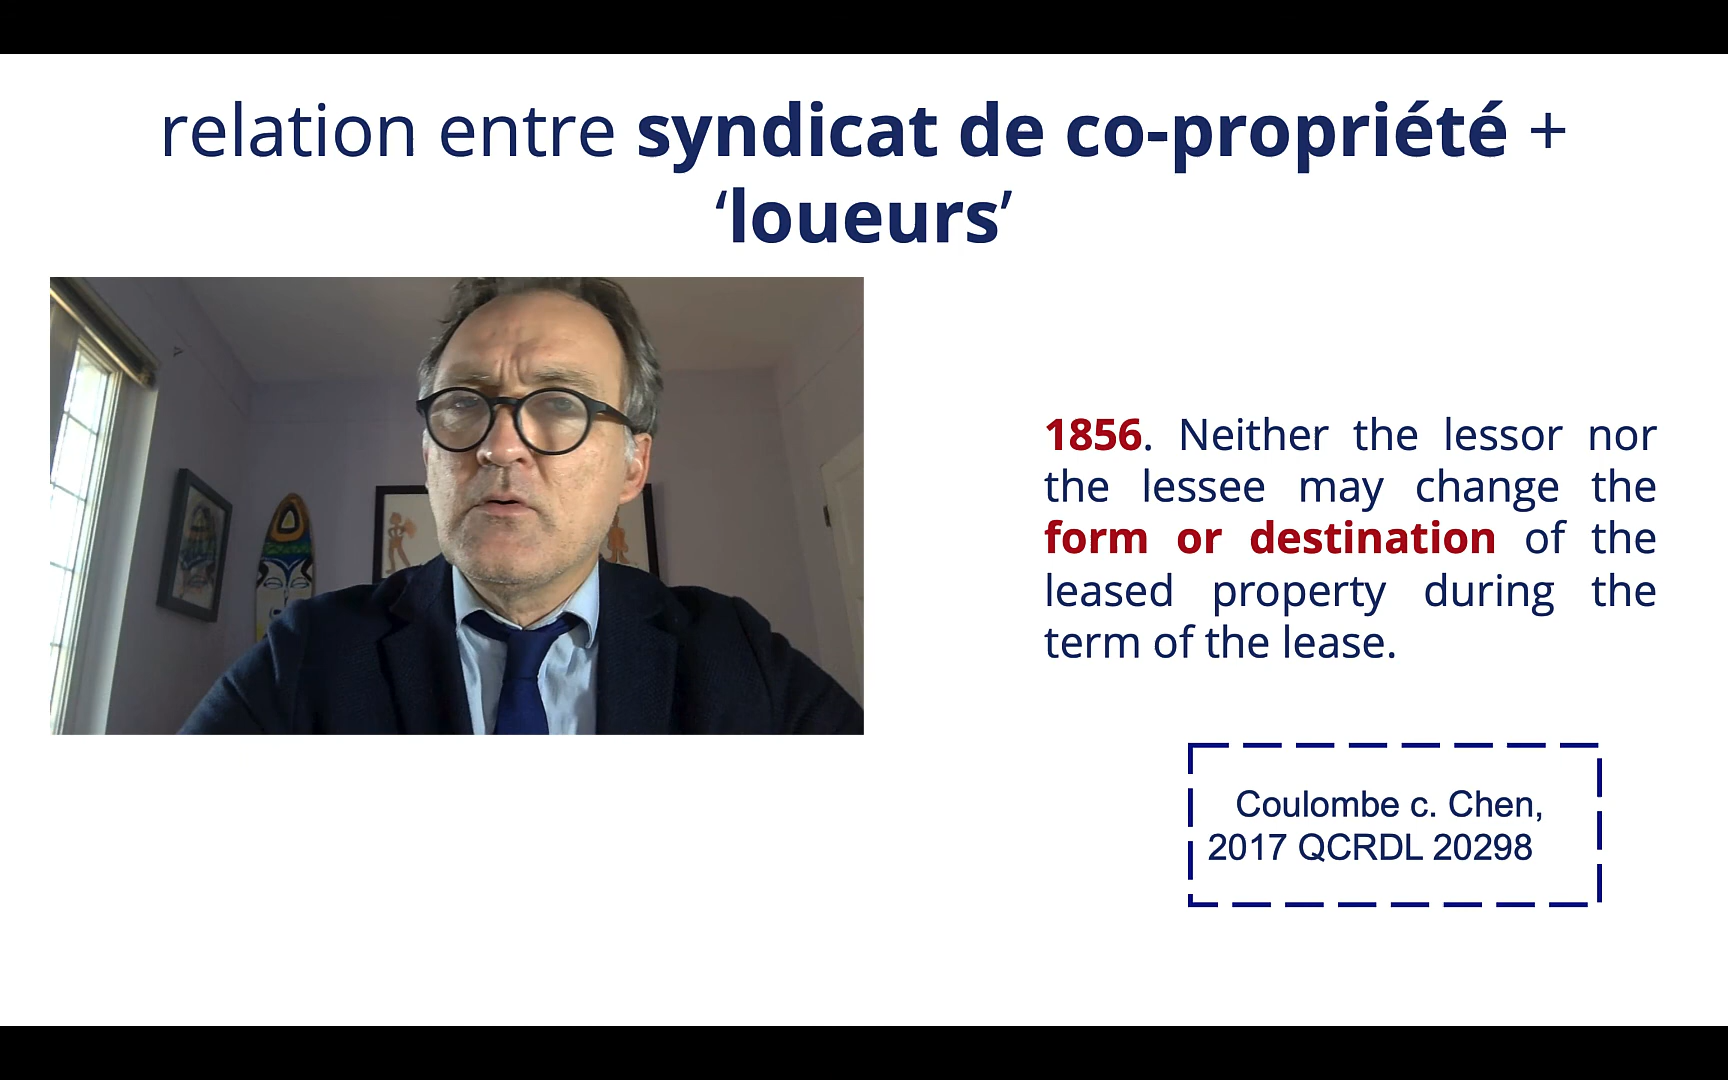 relation entre syndicat de co-propriété +
‘loueurs’
1856. Neither the lessor nor
the lessee may change the
form or destination of the
leased property during the
term of the lease.
Coulombe c. Chen,
2017 QCRDL 20298